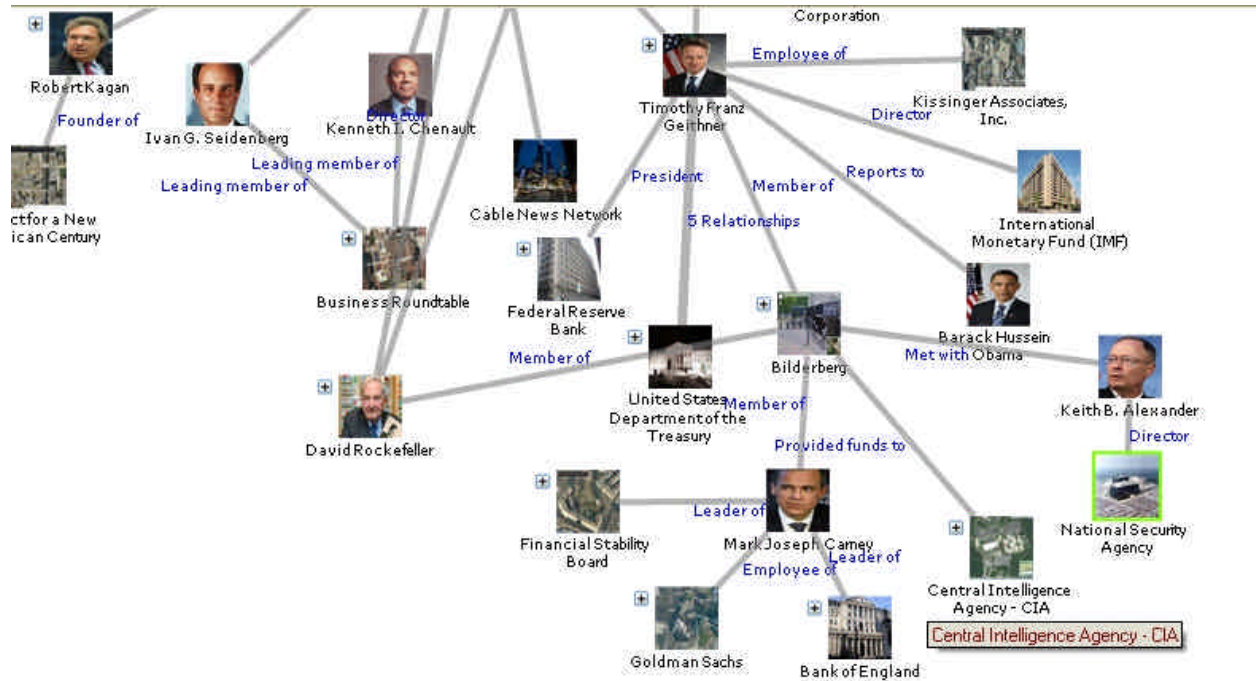 Corporation
Employee of
Robert Kagan
Kissinger Associates,
Inc.
Timothy Franz
Geithner
Director
Founder of
Ivan G. Seidenberg
Director
Kenneth I. Chenault
Leading member of
Leading member of
President
Member of
Reports to
ctfor a New
ican Century
Cable News Network
5 Relationships
International
Monetary Fund (IMF)
Business Roundtable
Federal Reserve
Bank
Barack Hussein
Obama
Met with
Member of
Bilderberg
United States
Department of the
Treasury
Member of
Keith B. Alexander
Director
David Rockefeller
Provided funds to
Leader of
National Security
Agency
Financial Stability
Board
Mark Joseph Carney
Leader of
Employee of
Central Intelligence
Agency - CIA
Central Intelligence Agency - CIA
Goldman Sachs
Bank of England